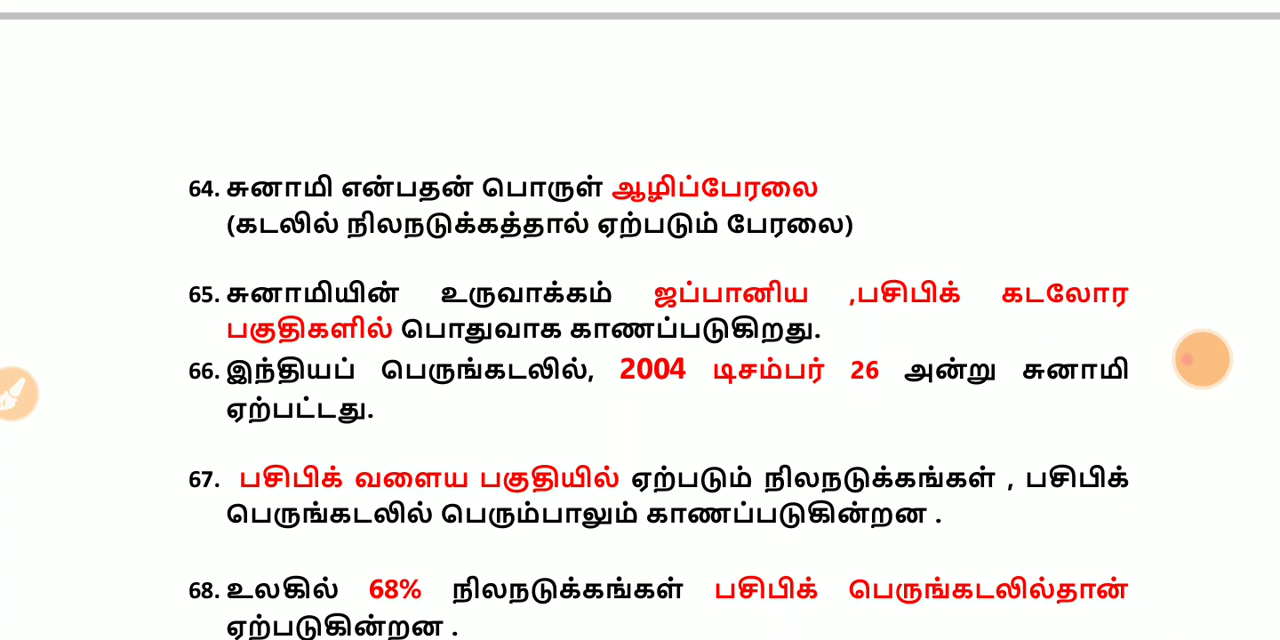 64. சுனாமி என்பதன் பொருள் ஆழிப்பேரலை
(கடலில் நிலநடுக்கத்தால் ஏற்படும் பேரலை)
65. சுனாமியின் உருவாக்கம் ஜப்பானிய ,பசிபிக் கடலோர
பகுதிகளில் பொதுவாக காணப்படுகிறது.
66. இந்தியப் பெருங்கடலில், 2004 டிசம்பர் 26 அன்று சுனாமி
ஏற்பட்டது.
67. பசிபிக் வளைய பகுதியில் ஏற்படும் நிலநடுக்கங்கள் , பசிபிக்
பெருங்கடலில் பெரும்பாலும் காணப்படுகின்றன .
68. உலகில் 68% நிலநடுக்கங்கள் பசிபிக் பெருங்கடலில்தான்
ஏற்படுகின்றன .